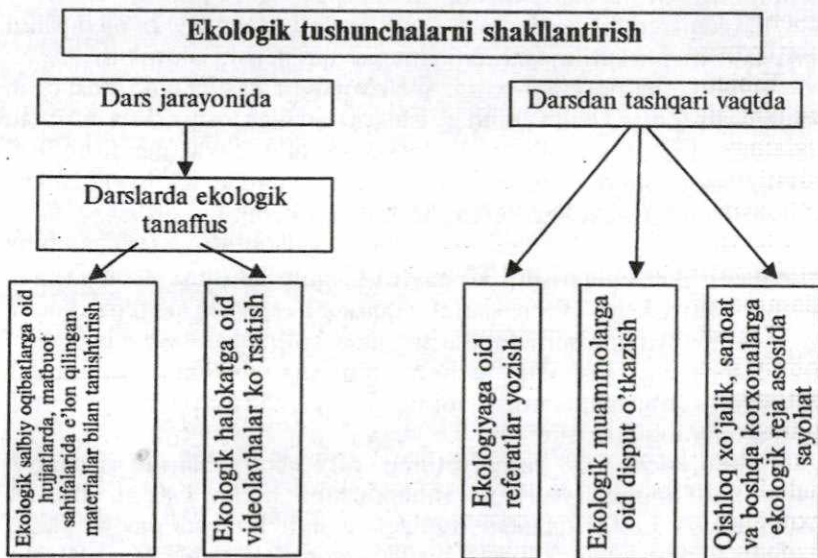 Ekologik tushunchalarni shakllantirish
Dars jarayonida
Darsdan tashqari vaqtda
Darslarda ekologik
tanaffus
Ekologik salbiy oqibatlarga oid
hujjatlarda, matbuot
sahifalarida e'lon qilingan
materiallar bilan tanishtirish
Ekologik halokatga oid
videolavhalar ko'rsatish
Ekologiyaga oid
referatlar yozish
Ekologik muammolarga
oid disput o'tkazish
Qishloq xo'jalik, sanoat
va boshqa korxonalarga
ekologik reja asosida
sayohat